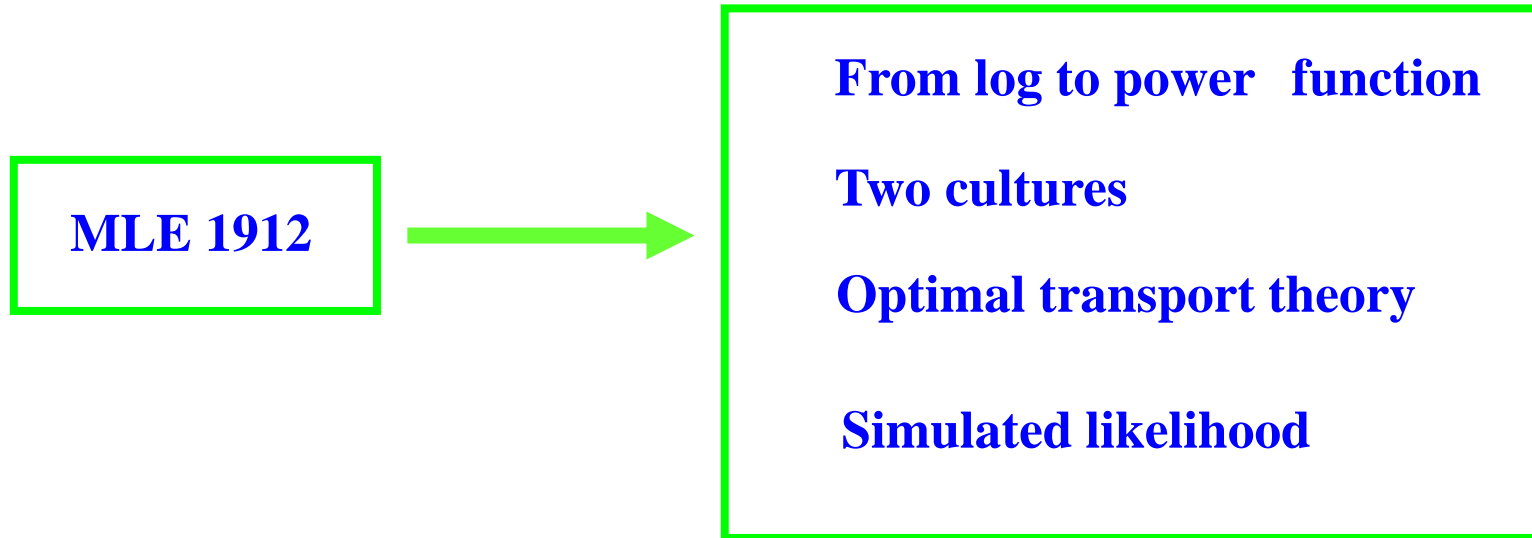 MLE 1912
From log to power function
Two cultures
Optimal transport theory
Simulated likelihood